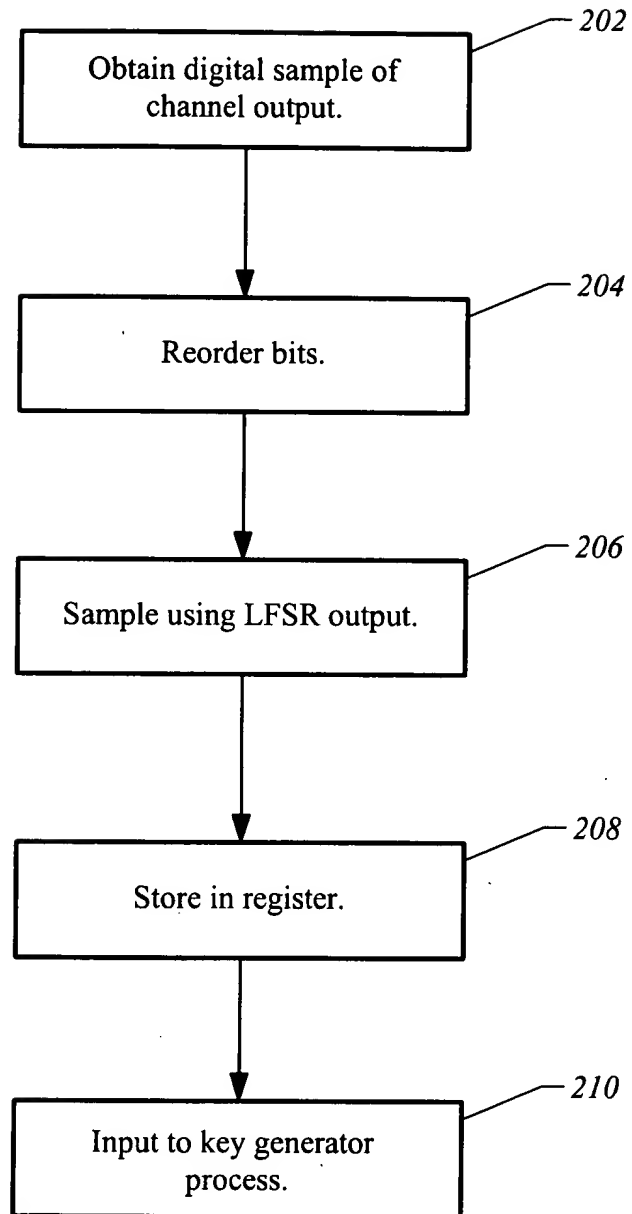 202
Obtain digital sample of
channel output.
204
Reorder bits.
206
Sample using LFSR output.
208
Store in register.
210
Input to key generator
process.